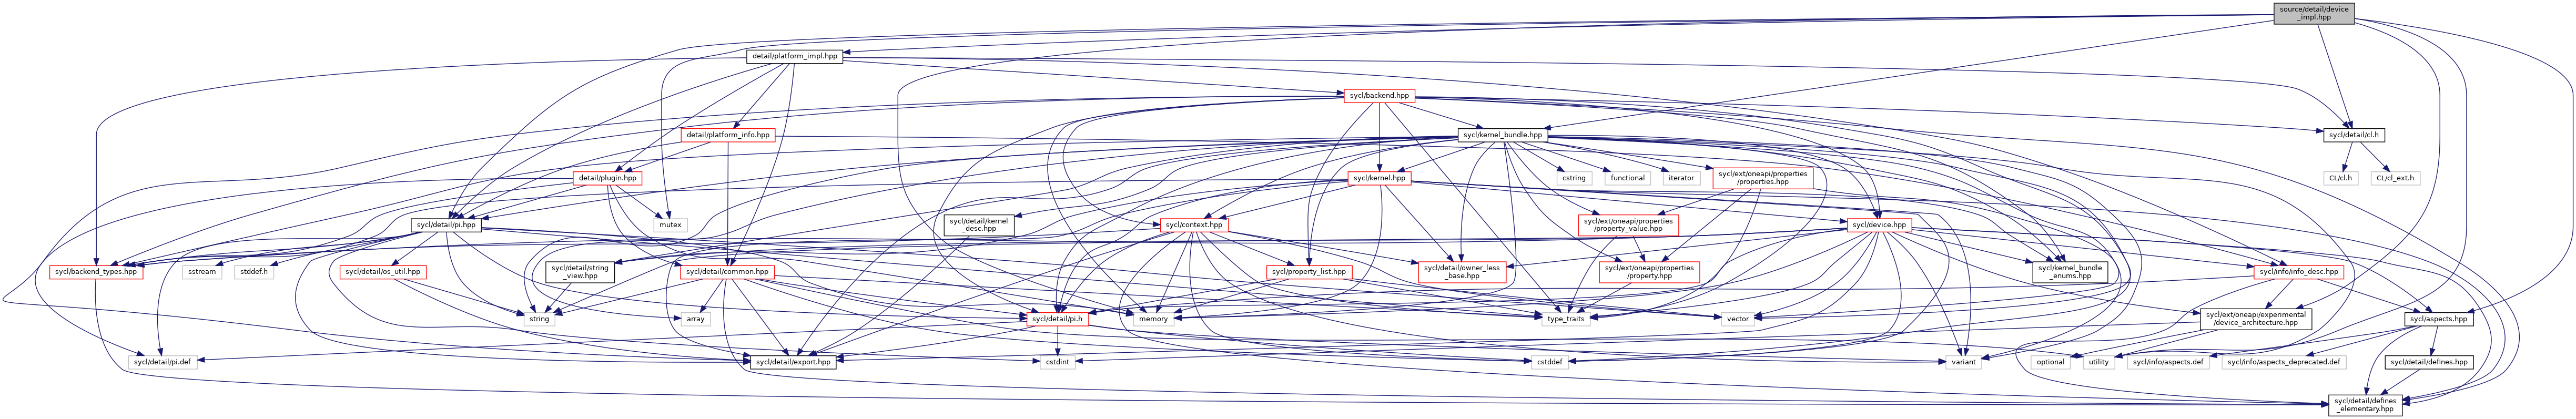 source/detail/device
_impl.hpp
detail/platform_impl.hpp
sycl/backend.hpp
detail/platform_info.hpp
sycl/kernel_bundle.hpp
sycl/detail/cl.h
detail/plugin.hpp
sycl/kernel.hpp
cstring
functional
iterator
sycl/ext/oneapi/properties
/properties.hpp
CL/cl.h
CL/cl_ext.h
sycl/detail/pi.hpp
mutex
sycl/detail/kernel
_desc.hpp
sycl/context.hpp
sycl/ext/oneapi/properties
/property_value.hpp
sycl/device.hpp
sycl/backend_types.hpp
sstream
stddef.h
sycl/detail/os_util.hpp
sycl/detail/string
_view.hpp
sycl/detail/common.hpp
sycl/property_list.hpp
sycl/detail/owner_less
_base.hpp
sycl/ext/oneapi/properties
/property.hpp
sycl/kernel_bundle
_enums.hpp
sycl/info/info_desc.hpp
string
array
sycl/detail/pi.h
memory
type_traits
vector
sycl/ext/oneapi/experimental
/device_architecture.hpp
sycl/aspects.hpp
sycl/detail/pi.def
sycl/detail/export.hpp
cstdint
cstddef
variant
optional
utility
sycl/info/aspects.def
sycl/info/aspects_deprecated.def
sycl/detail/defines.hpp
sycl/detail/defines
_elementary.hpp